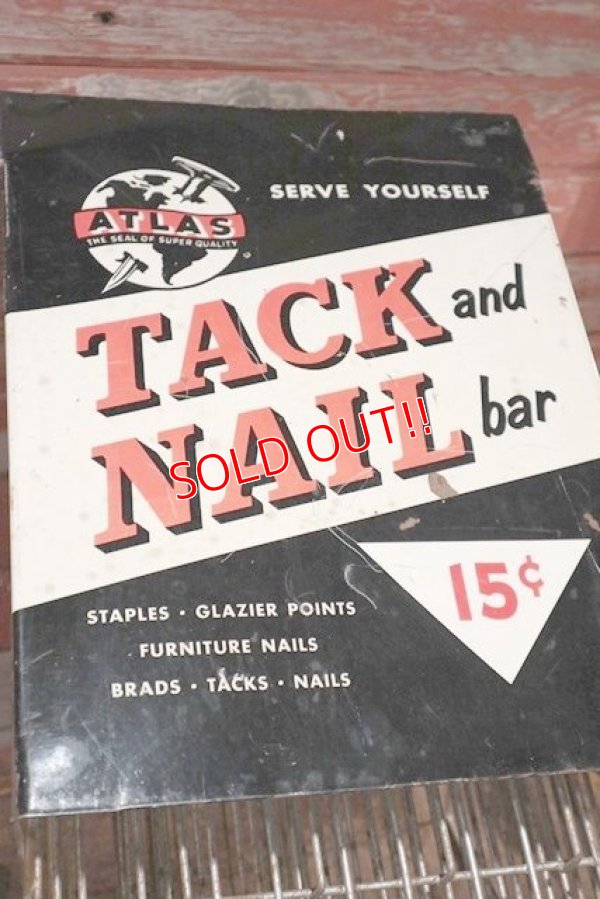 SERVE YOURSELF
ATLAS
THE SEAL OF SUPER QUALITY
TACK and
NAIL bar
SOLD OUT!!
15¢
STAPLES • GLAZIER POINTS
FURNITURE NAILS
BRADS • TACKS • NAILS